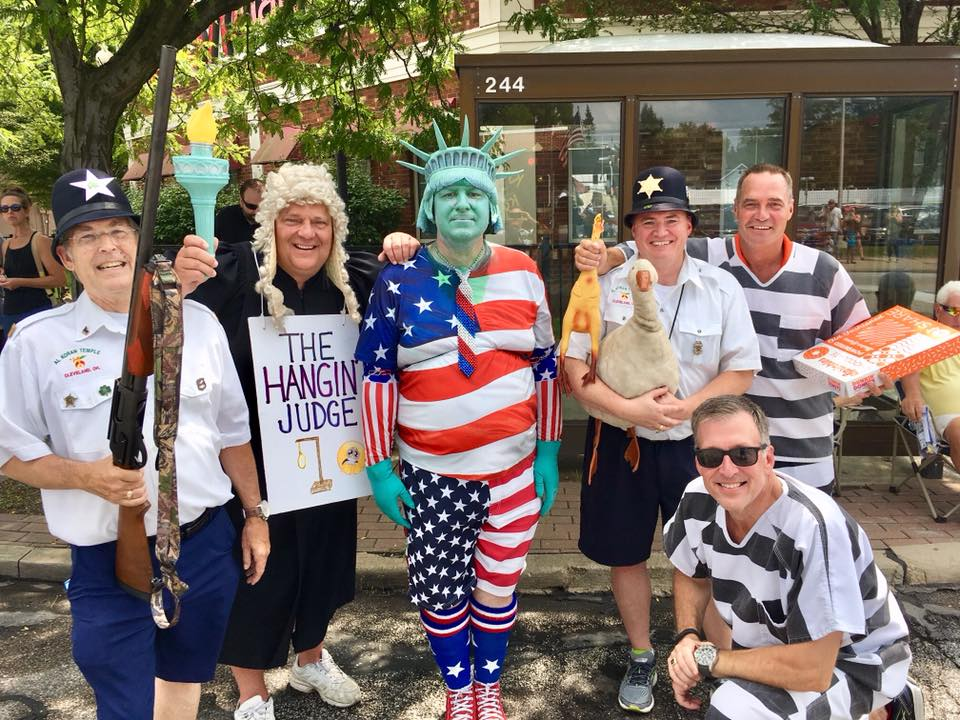 244
AL KORAN TEMPLE
CLEVELAND, OH.
THE
HANGIN
JUDGE